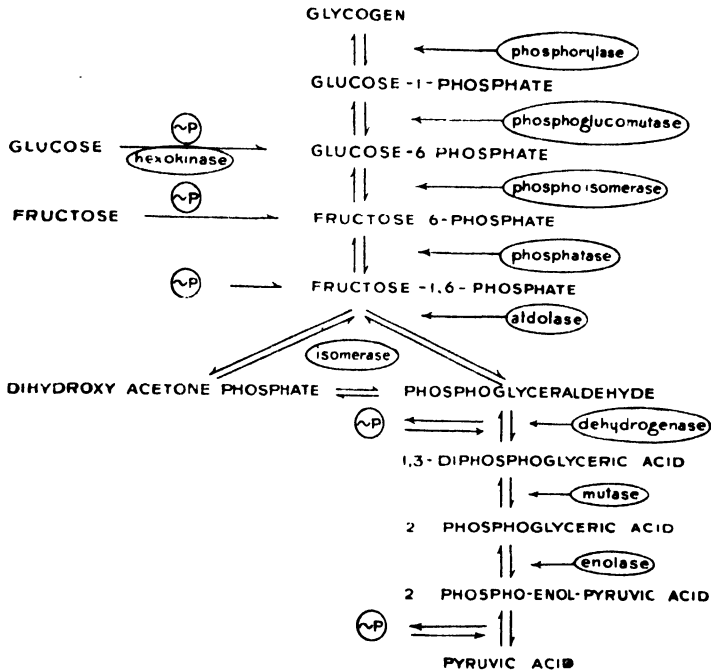 GLYCOGEN
phosphorylase
GLUCOSE-1-PHOSPHATE
~P
phosphoglucomutase
GLUCOSE
hexokinase
GLUCOSE-6 PHOSPHATE
~P
phosphoisomerase
FRUCTOSE
FRUCTOSE 6-PHOSPHATE
phosphatase
~P
FRUCTOSE-1,6-PHOSPHATE
aldolase
isomerase
DIHYDROXY ACETONE PHOSPHATE
PHOSPHOGLYCERALDEHYDE
~P
dehydrogenase
1,3-DIPHOSPHOGLYCERIC ACID
mutase
2 PHOSPHOGLYCERIC ACID
enolase
2 PHOSPHO-ENOL-PYRUVIC ACID
~P
PYRUVIC ACID